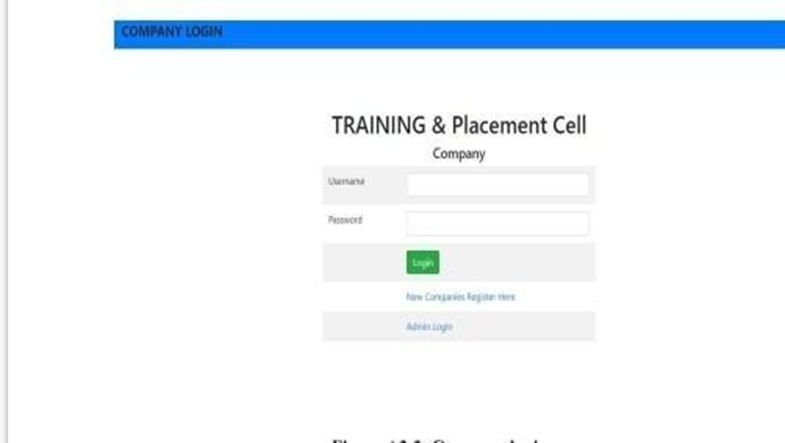 COMPANY LOGIN
TRAINING & Placement Cell
Company
Username
Password
Login
New Companies Register Here
Admin Login